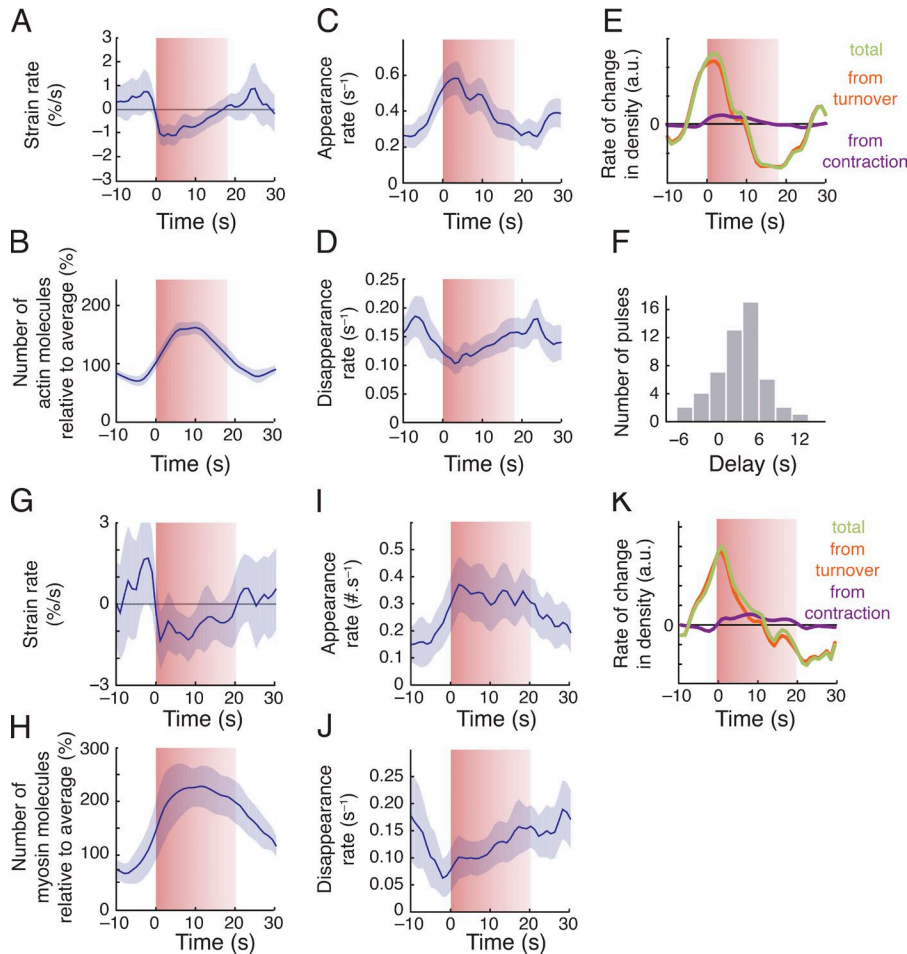 A
Strain rate
(%/s)
3
2
1
0
−1
−2
3
−10 0 10 20 30
Time (s)
C
Appearance
rate (s⁻¹)
0.6
0.4
0.2
0
−10 0 10 20 30
Time (s)
E
Rate of change
in density (a.u.)
0
total
from
turnover
from
contraction
−10 0 10 20 30
Time (s)
B
Number of
actin molecules
relative to average (%)
200
100
0
−10 0 10 20 30
Time (s)
D
Disappearance
rate (s⁻¹)
0.25
0.20
0.15
0.10
0.05
0
−10 0 10 20 30
Time (s)
F
Number of pulses
16
12
8
4
0
−6 0 6 12
Delay (s)
G
Strain rate
(%/s)
3
0
−3
−10 0 10 20 30
Time (s)
I
Appearance
rate (#.s⁻¹)
0.5
0.4
0.3
0.2
0.1
0
−10 0 10 20 30
Time (s)
K
Rate of change
in density (a.u.)
0
total
from
turnover
from
contraction
−10 0 10 20 30
Time (s)
H
Number of
myosin molecules
relative to average (%)
300
200
100
0
−10 0 10 20 30
Time (s)
J
Disappearance
rate (s⁻¹)
0.25
0.20
0.15
0.10
0.05
0
−10 0 10 20 30
Time (s)